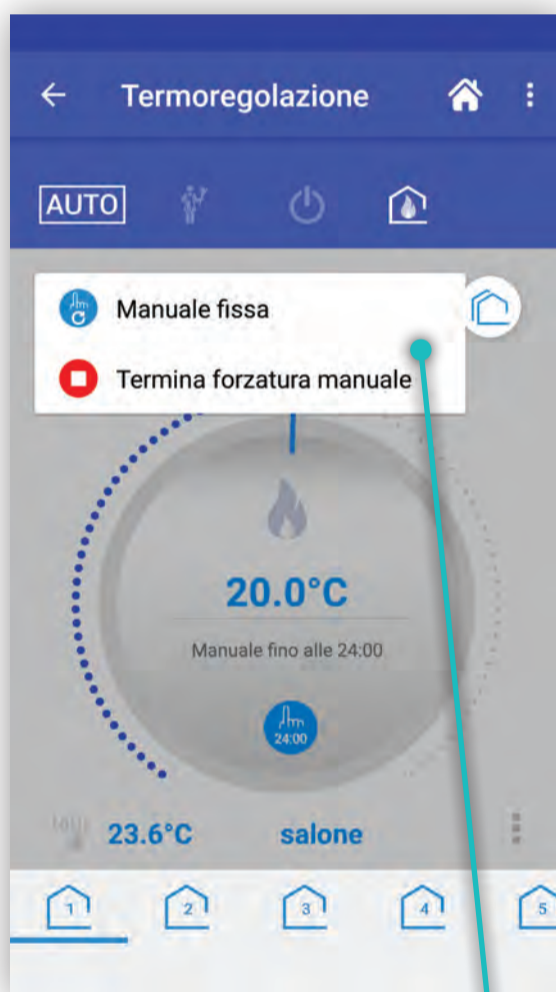 Termoregolazione
AUTO
Manuale fissa
Termina forzatura manuale
20.0°C
Manuale fino alle 24:00
24:00
23.6°C salone
1 2 3 4 5